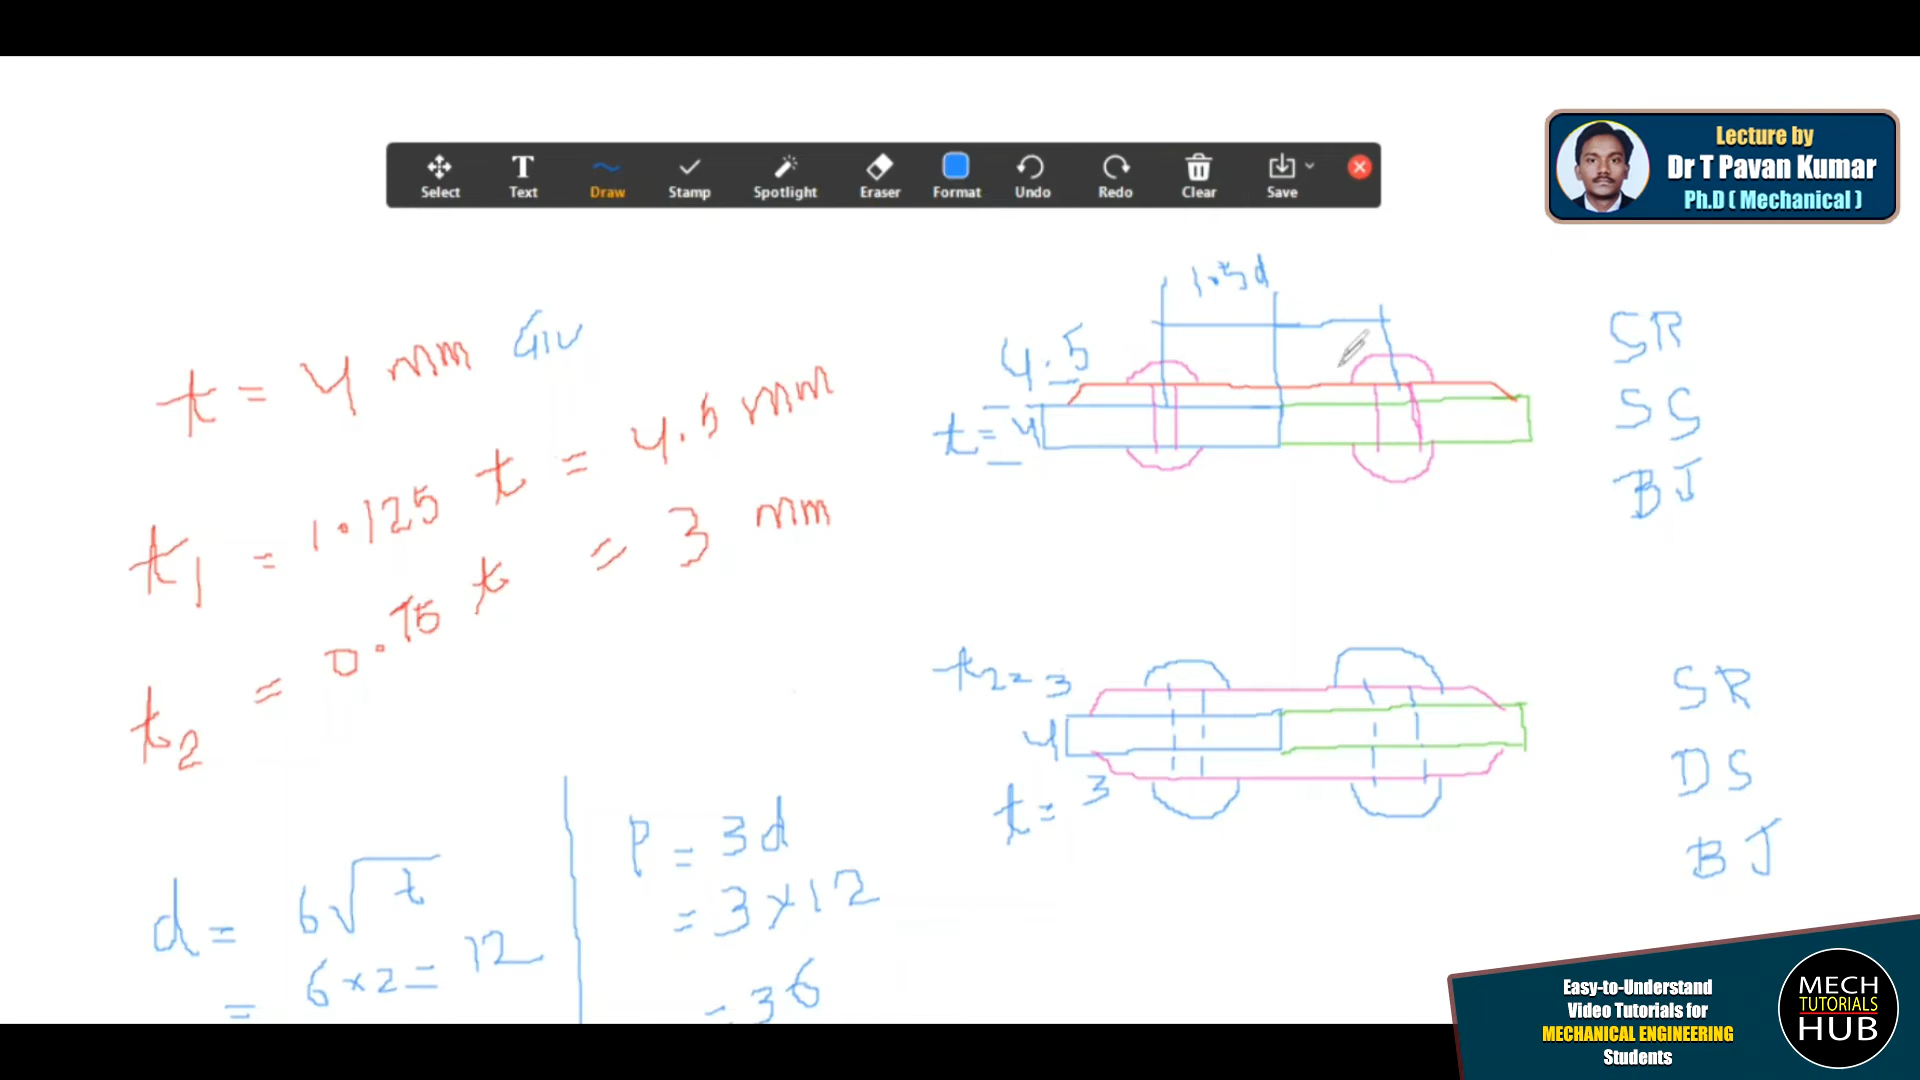 Select Text Draw Stamp Spotlight Eraser Format Undo Redo Clear Save
Lecture by
Dr T Pavan Kumar
Ph.D ( Mechanical )
t = 4 mm Giv
t1 = 1.125 t = 4.5 mm
t2 = 0.75 t = 3 mm
d = 6√t
= 6 × 2 = 12
P = 3d
= 3 × 12
= 36
1.5d
4.5
t = 4
SR
SS
BJ
t2 = 3
4
t = 3
SR
DS
BJ
Easy-to-Understand
Video Tutorials for
MECHANICAL ENGINEERING
Students
MECH
TUTORIALS
HUB